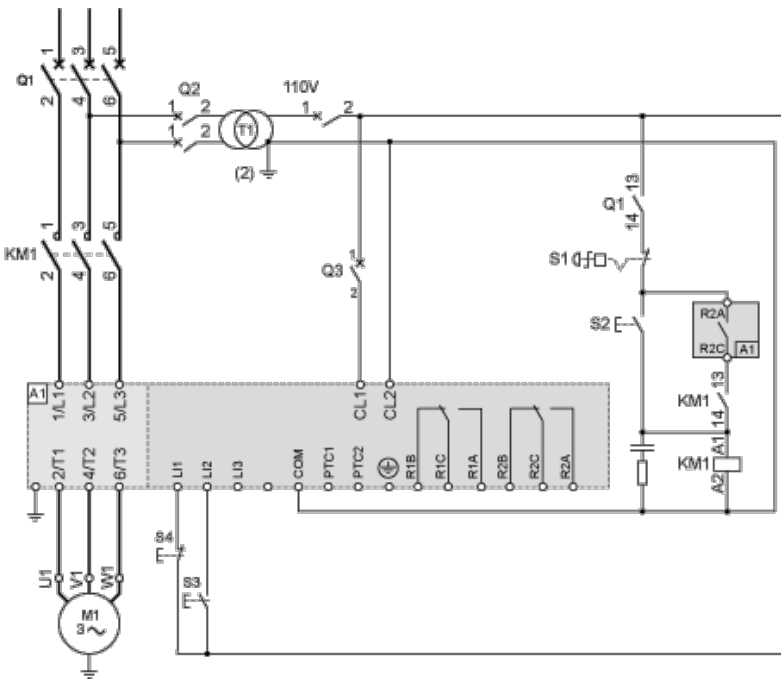 1 3 5
Q1
2 4 6
Q2
1 2
1 2
T1
(2)
110V
1 2
1 3 5
KM1
2 4 6
Q3
1
2
13
Q1
14
S1
S2
R2A
R2C
A1
13
KM1
14
A1
KM1
A2
A1
1/L1 3/L2 5/L3
CL1 CL2
2/T1 4/T2 6/T3
LI1 LI2 LI3 COM PTC1 PTC2 R1B R1C R1A R2B R2C R2A
S4
S3
U1 V1 W1
M1
3